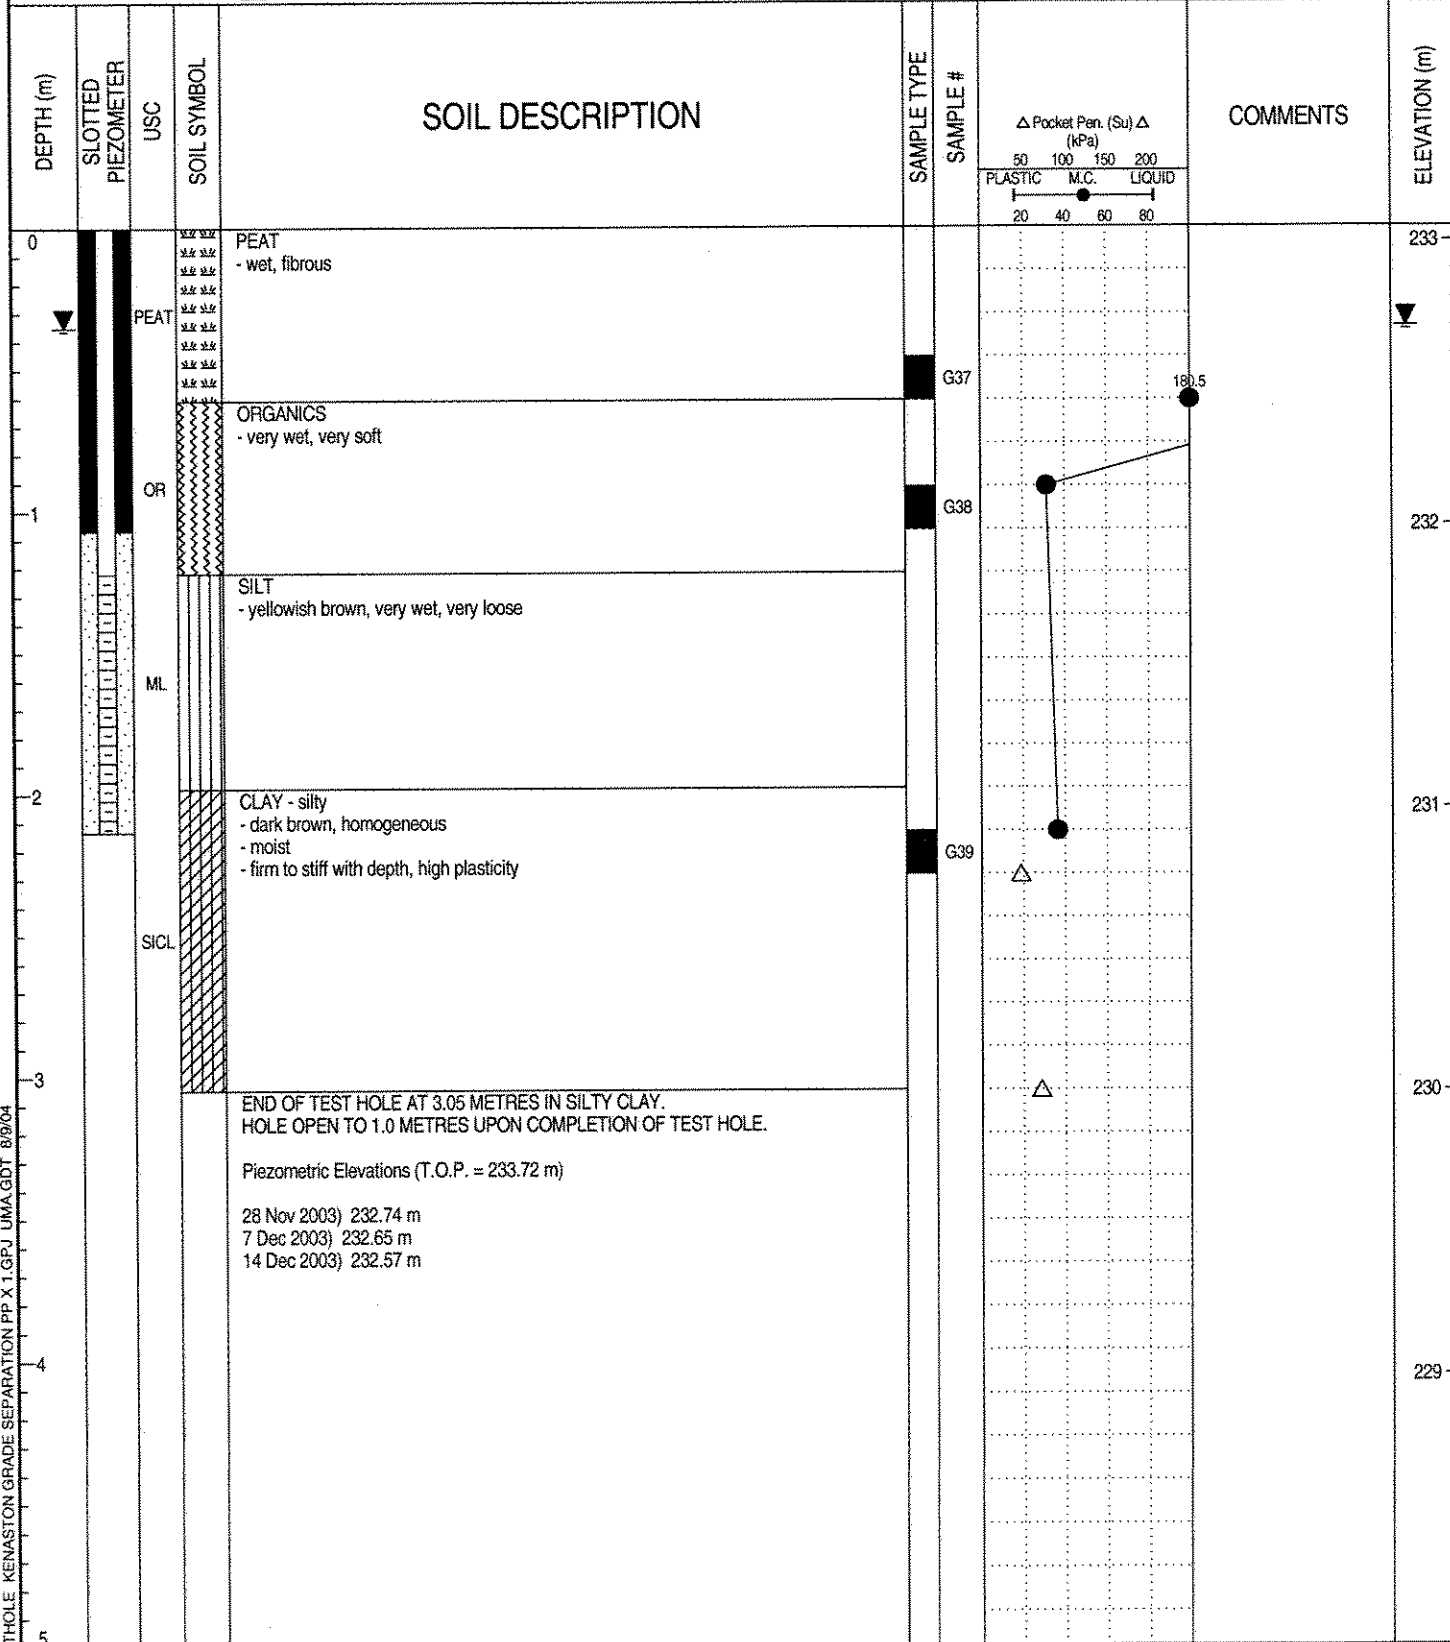 DEPTH (m)
SLOTTED
PIEZOMETER
USC
SOIL SYMBOL
SOIL DESCRIPTION
SAMPLE TYPE
SAMPLE #
△ Pocket Pen. (Su) △
(kPa)
50 100 150 200
PLASTIC M.C. LIQUID
20 40 60 80
COMMENTS
ELEVATION (m)
0
PEAT
- wet, fibrous
233
PEAT
G37
180.5
ORGANICS
- very wet, very soft
OR
G38
1
232
SILT
- yellowish brown, very wet, very loose
ML
2
CLAY - silty
231
- dark brown, homogeneous
- moist
G39
- firm to stiff with depth, high plasticity
SICL
3
230
END OF TEST HOLE AT 3.05 METRES IN SILTY CLAY.
HOLE OPEN TO 1.0 METRES UPON COMPLETION OF TEST HOLE.
Piezometric Elevations (T.O.P. = 233.72 m)
28 Nov 2003) 232.74 m
7 Dec 2003) 232.65 m
14 Dec 2003) 232.57 m
4
229
5
THOLE KENASTON GRADE SEPARATION PP X 1.GPJ UMA.GDT 8/9/04